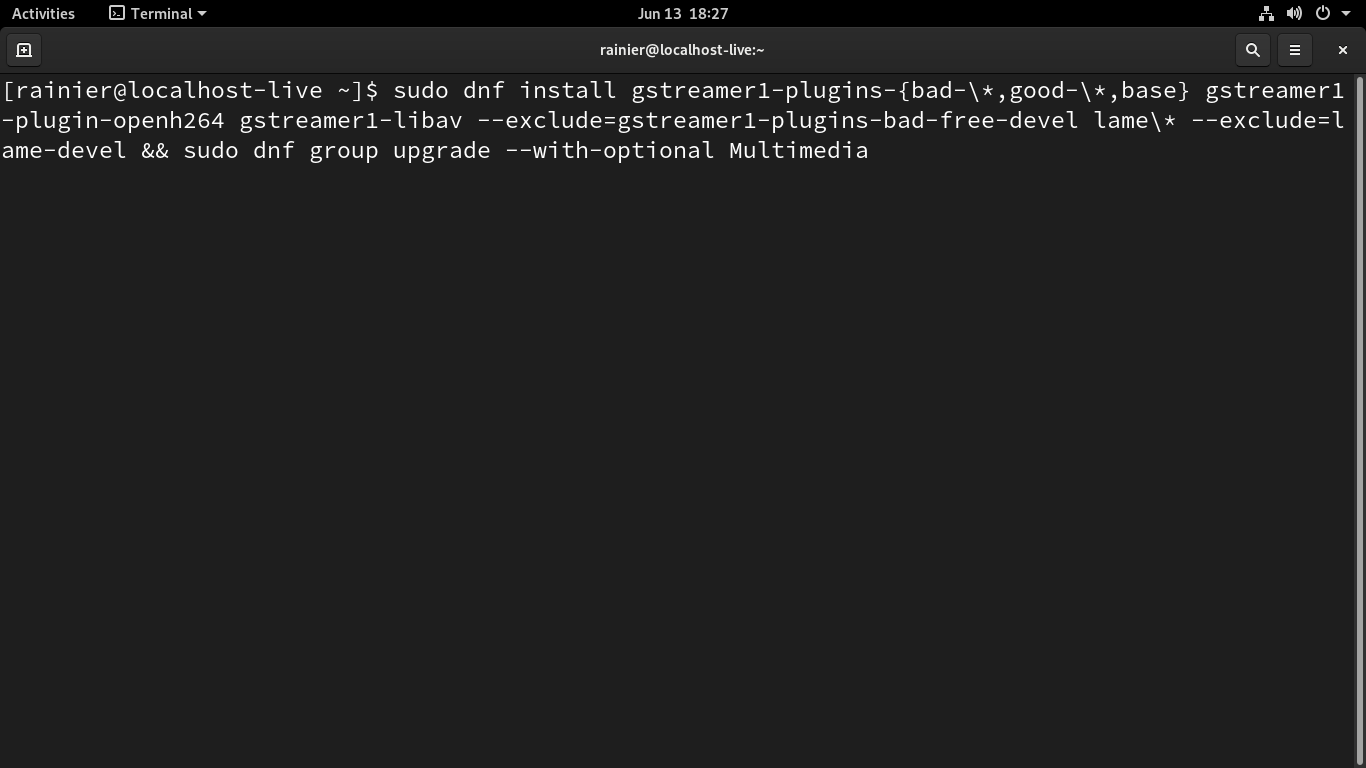 Activities Terminal Jun 13 18:27
rainier@localhost-live:~
[rainier@localhost-live ~]$ sudo dnf install gstreamer1-plugins-{bad-\*,good-\*,base} gstreamer1
-plugin-openh264 gstreamer1-libav --exclude=gstreamer1-plugins-bad-free-devel lame\* --exclude=l
ame-devel && sudo dnf group upgrade --with-optional Multimedia